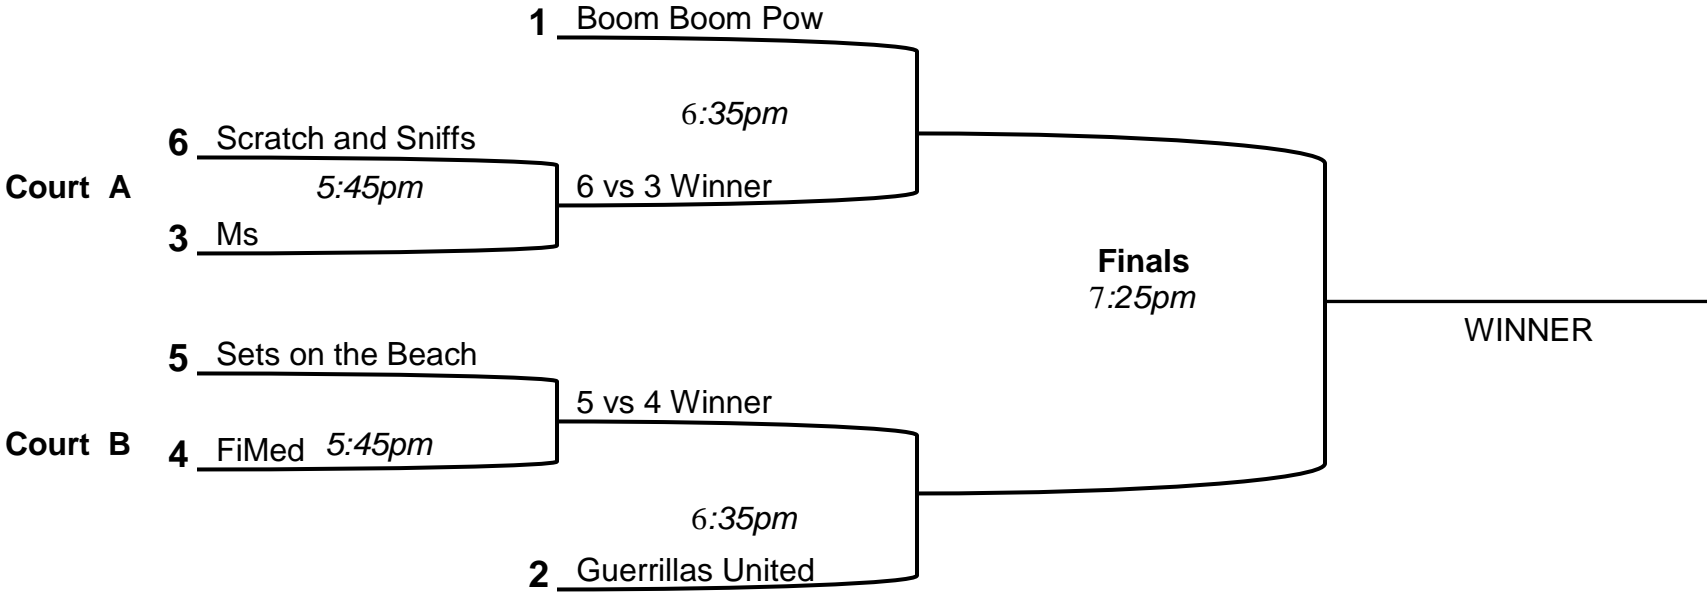 1 Boom Boom Pow
6:35pm
6 Scratch and Sniffs
Court A 5:45pm 6 vs 3 Winner
3 Ms
Finals
7:25pm
WINNER
5 Sets on the Beach
5 vs 4 Winner
Court B 4 FiMed 5:45pm
6:35pm
2 Guerrillas United